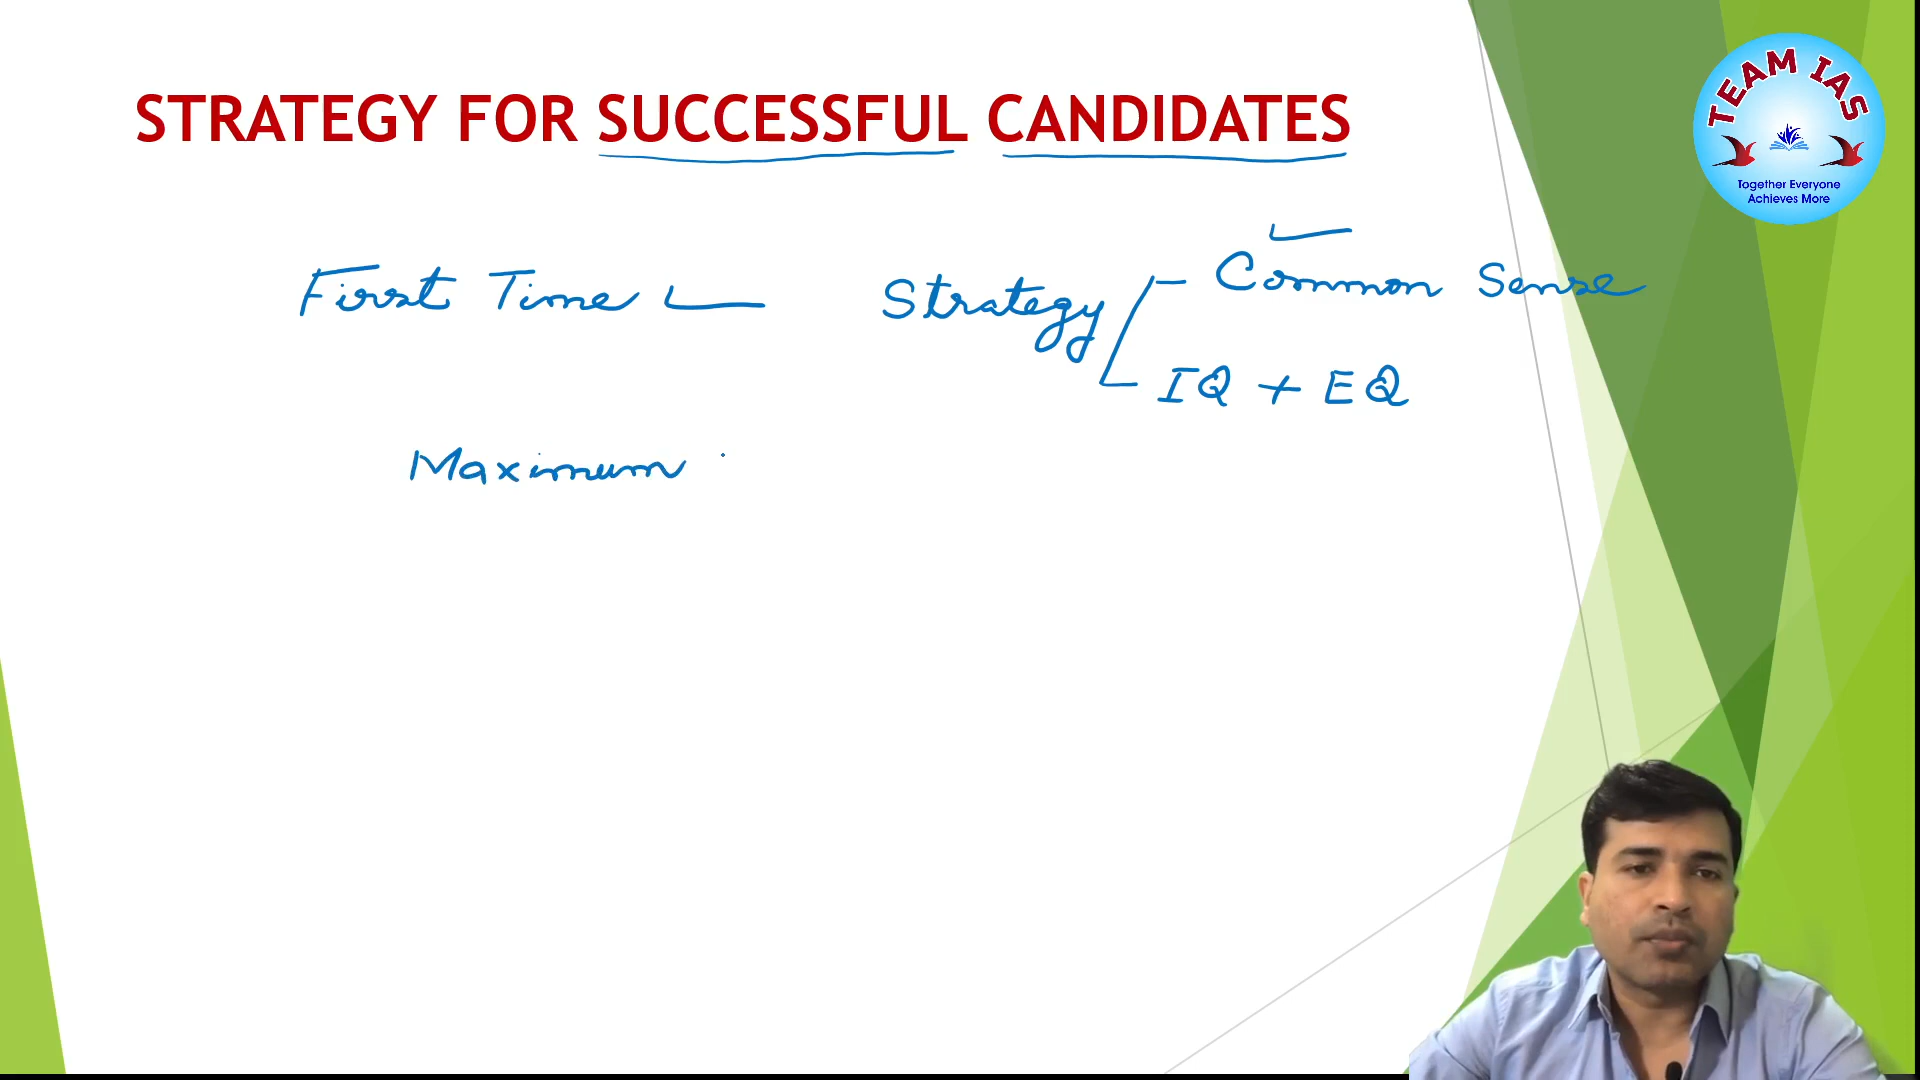 STRATEGY FOR SUCCESSFUL CANDIDATES
TEAM IAS
Together Everyone
Achieves More
First Time
Strategy
Common Sense
IQ + EQ
Maximum